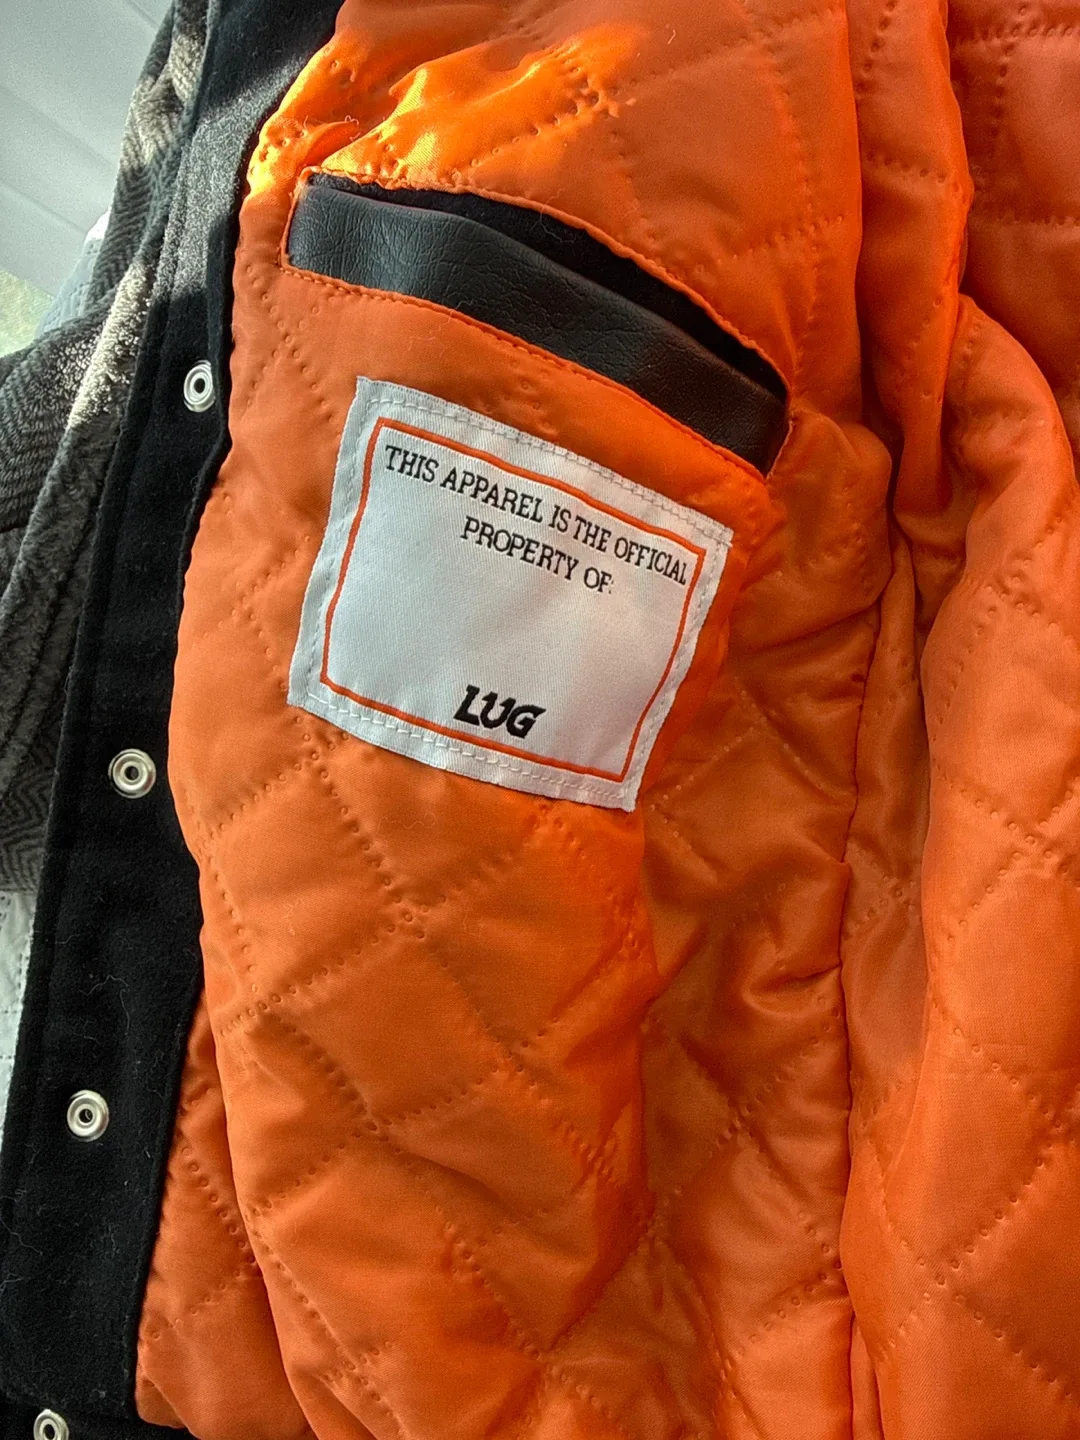 THIS APPAREL IS THE OFFICIAL
PROPERTY OF:
LUG